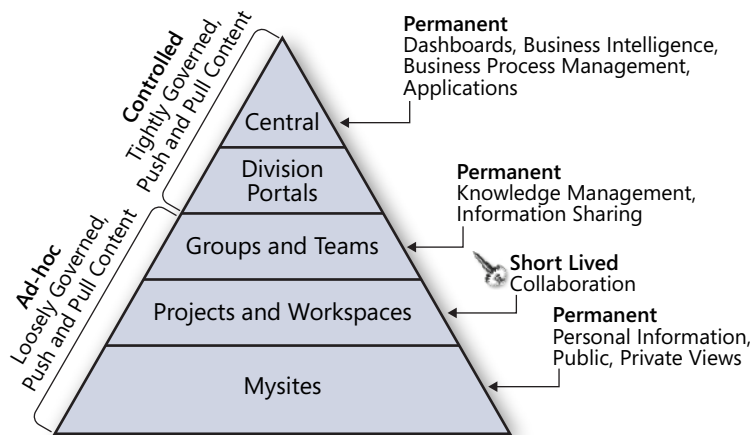 Controlled
Tightly Governed,
Push and Pull Content
Ad-hoc
Loosely Governed,
Push and Pull Content
Central
Division
Portals
Groups and Teams
Projects and Workspaces
Mysites
Permanent
Dashboards, Business Intelligence,
Business Process Management,
Applications
Permanent
Knowledge Management,
Information Sharing
Short Lived
Collaboration
Permanent
Personal Information,
Public, Private Views